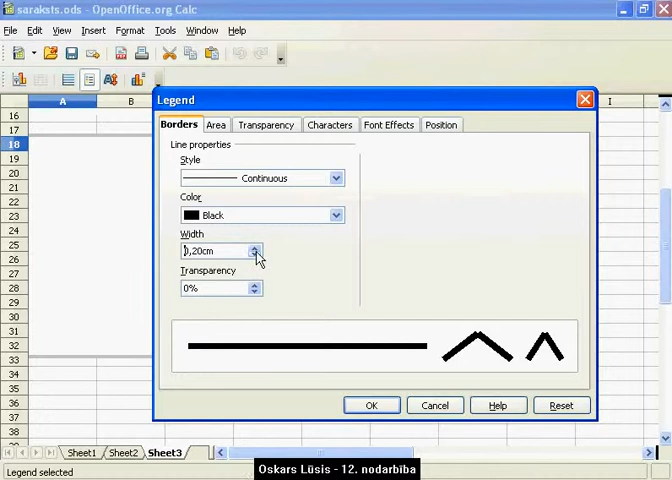 saraksts.ods - OpenOffice.org Calc
File Edit View Insert Format Tools Window Help
A B I
16
17
18
19
20
21
22
23
24
25
26
27
28
29
30
31
32
33
34
35
36
37
38
Legend
Borders Area Transparency Characters Font Effects Position
Line properties
Style
Continuous
Color
Black
Width
0,20cm
Transparency
0%
OK Cancel Help Reset
Sheet1 Sheet2 Sheet3
Legend selected
Oskars Lūsis - 12. nodarbība